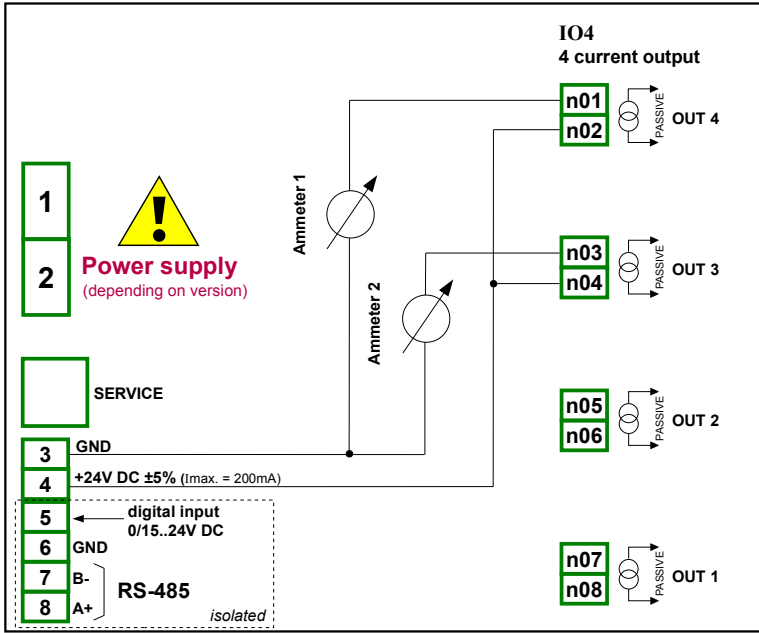 IO4
4 current output
n01
n02
PASSIVE
OUT 4
Ammeter 1
1
2
Power supply
(depending on version)
n03
n04
PASSIVE
OUT 3
Ammeter 2
SERVICE
n05
n06
PASSIVE
OUT 2
3
GND
4
+24V DC ±5% (Imax. = 200mA)
5
digital input
0/15..24V DC
6
GND
7
B-
8
A+
RS-485
isolated
n07
n08
PASSIVE
OUT 1